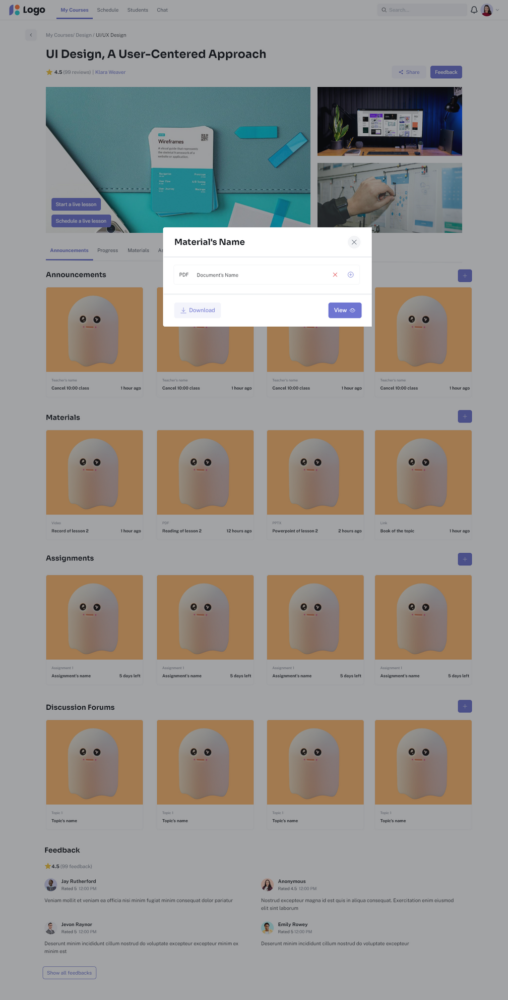 Logo
My Courses
Schedule
Students
Chat
Search...
My Courses/ Design / UI/UX Design
UI Design, A User-Centered Approach
4.5 (99 reviews) | Klara Weaver
Share
Feedback
Wireframes
A visual guide that represents
the skeletal framework of a
website or application.
Navigation
Prototype
User Flow
A/B Testing
User Journey
Mockups
Start a live lesson
Schedule a live lesson
Material's Name
Announcements
Progress
Materials
As
PDF
Document's Name
Announcements
Download
View
Teacher's name
Cancel 10:00 class
1 hour ago
Teacher's name
Cancel 10:00 class
1 hour ago
Teacher's name
Cancel 10:00 class
1 hour ago
Teacher's name
Cancel 10:00 class
1 hour ago
Materials
Video
Record of lesson 2
1 hour ago
PDF
Reading of lesson 2
12 hours ago
PPTX
Powerpoint of lesson 2
2 hours ago
Link
Book of the topic
1 hour ago
Assignments
Assignment 1
Assignment's name
5 days left
Assignment 1
Assignment's name
5 days left
Assignment 1
Assignment's name
5 days left
Assignment 1
Assignment's name
5 days left
Discussion Forums
Topic 1
Topic's name
Topic 1
Topic's name
Topic 1
Topic's name
Topic 1
Topic's name
Feedback
4.5 (99 feedback)
Jay Rutherford
Rated 5 12:00 PM
Veniam mollit et veniam ea officia nisi minim fugiat minim consequat dolor pariatur
Anonymous
Rated 4.5 12:00 PM
Nostrud excepteur magna id est quis in aliqua consequat. Exercitation enim eiusmod
elit sint laborum
Jevon Raynor
Rated 5 12:00 PM
Deserunt minim incididunt cillum nostrud do voluptate excepteur excepteur minim ex
minim est
Emily Rowey
Rated 5 12:00 PM
Deserunt minim incididunt cillum nostrud do voluptate excepteur
Show all feedbacks